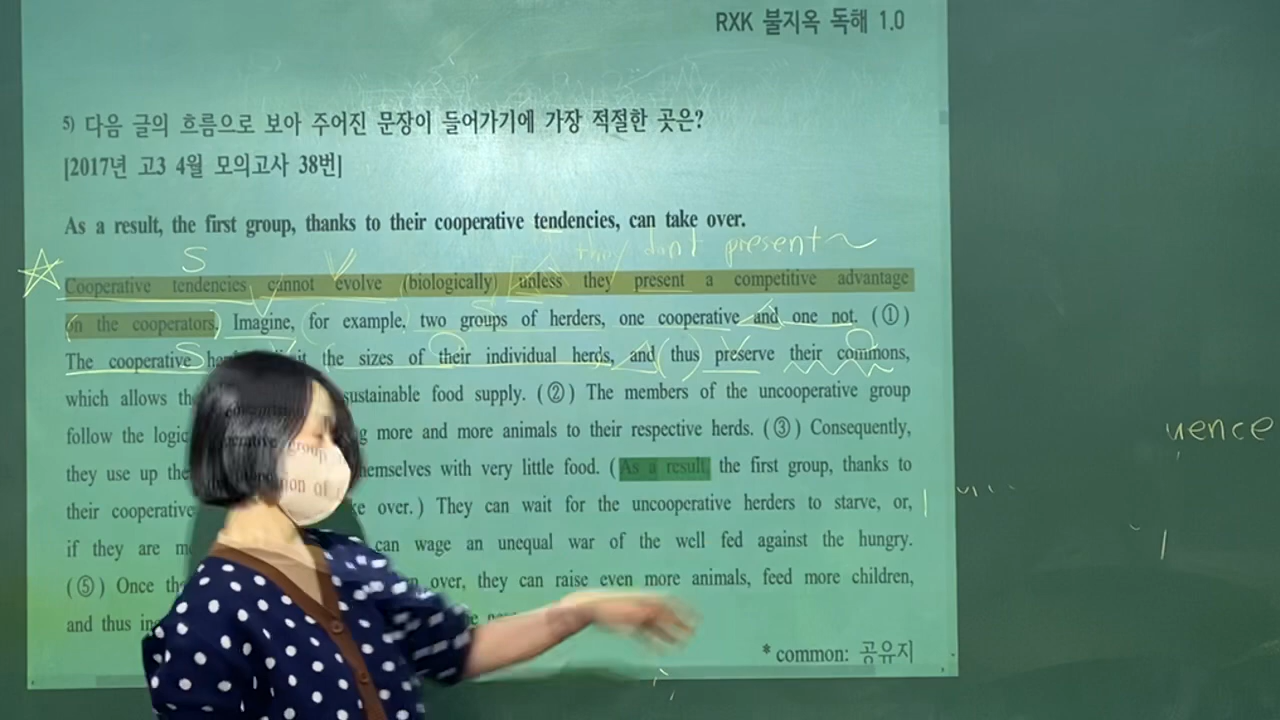 RXK 불지옥 독해 1.0
5) 다음 글의 흐름으로 보아 주어진 문장이 들어가기에 가장 적절한 곳은?
[2017년 고3 4월 모의고사 38번]
As a result, the first group, thanks to their cooperative tendencies, can take over.
S they don't present
Cooperative tendencies cannot evolve (biologically) unless they present a competitive advantage
on the cooperators. Imagine, for example, two groups of herders, one cooperative and one not. (①)
The cooperative the sizes of their individual herds, and thus preserve their commons,
which allows sustainable food supply. (②) The members of the uncooperative group
follow the logic more and more animals to their respective herds. (③) Consequently,
uence
they use up themselves with very little food. (As a result, the first group, thanks to
their cooperative over.) They can wait for the uncooperative herders to starve, or,
if they are can wage an unequal war of the well fed against the hungry.
(⑤) Once over, they can raise even more animals, feed more children,
and thus
* common: 공유지